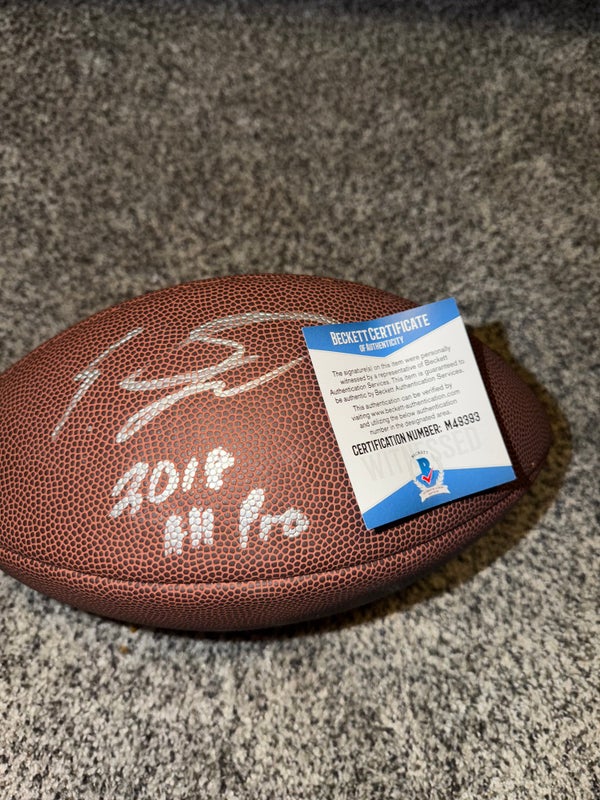 2018
All Pro
BECKETT CERTIFICATE
OF AUTHENTICITY
The signature(s) on this item were personally
witnessed by a representative of Beckett
Authentication Services. This item is guaranteed to
be authentic by Beckett Authentication Services.
This authentication can be verified by
visiting www.beckett-authentication.com
and utilizing the below number
in the designated area.
CERTIFICATION NUMBER: M49393
WITNESSED
BECKETT
B